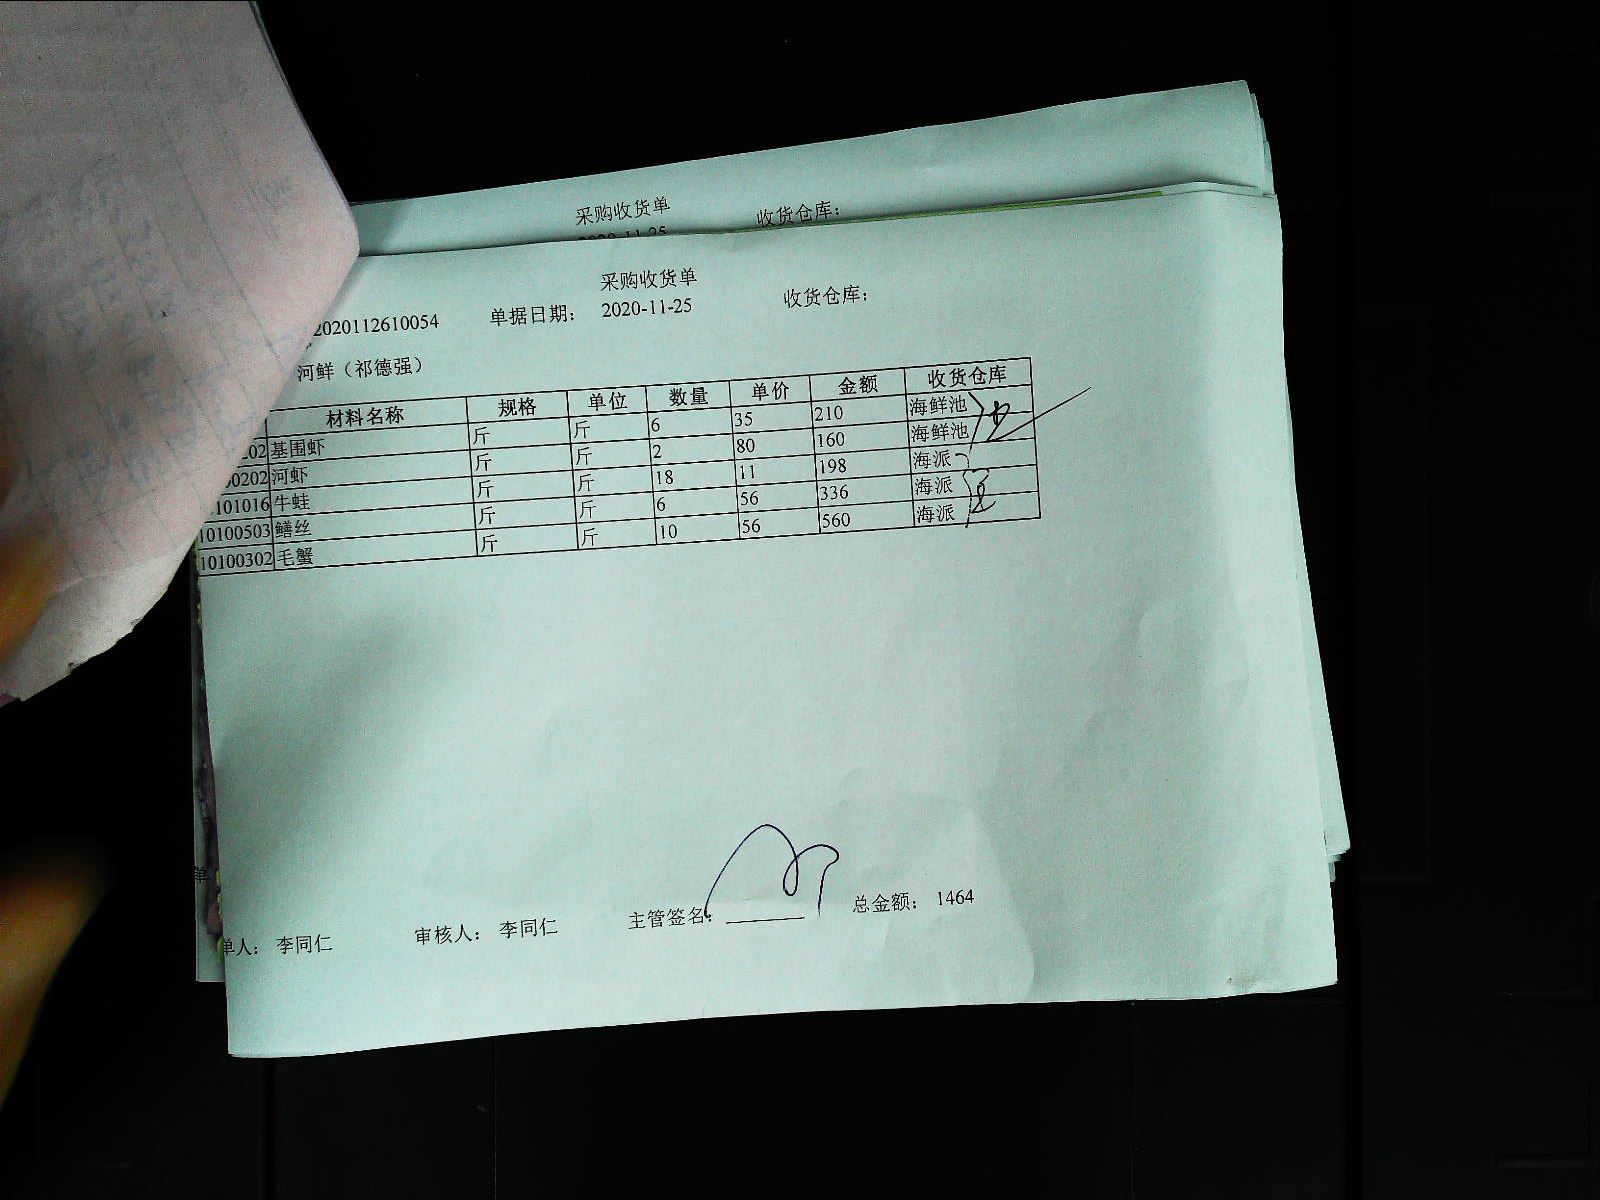 采购收货单 收货仓库:
2020-11-25
采购收货单
2020112610054 单据日期: 2020-11-25 收货仓库:
河鲜（祁德强）
材料名称 规格 单位 数量 单价 金额 收货仓库
202 基围虾 斤 斤 6 35 210 海鲜池
00202 河虾 斤 斤 2 80 160 海鲜池
101016 牛蛙 斤 斤 18 11 198 海派
10100503 鳝丝 斤 斤 6 56 336 海派
10100302 毛蟹 斤 斤 10 56 560 海派
单人: 李同仁 审核人: 李同仁 主管签名: 总金额: 1464
单